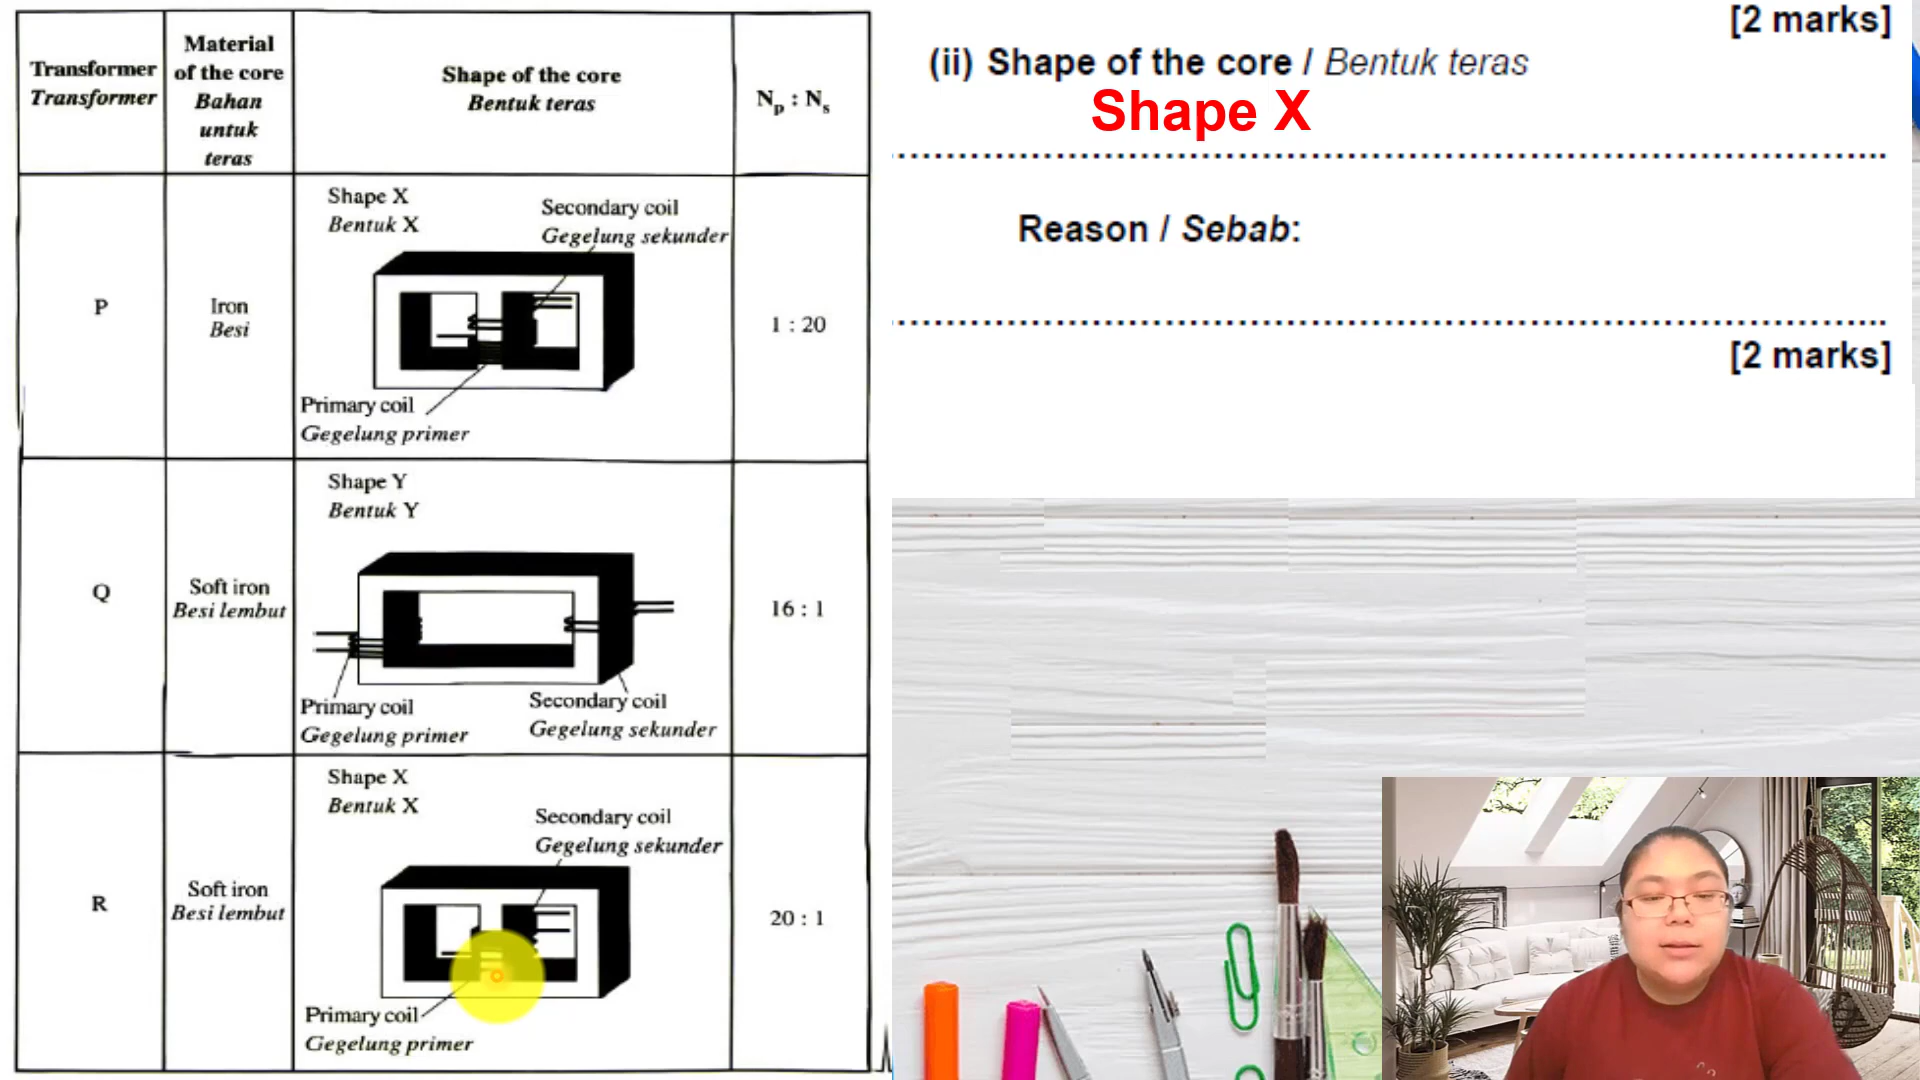 Transformer
Transformer
Material
of the core
Bahan
untuk
teras
Shape of the core
Bentuk teras
Np : Ns
P
Iron
Besi
Shape X
Bentuk X
Secondary coil
Gegelung sekunder
Primary coil
Gegelung primer
1 : 20
Q
Soft iron
Besi lembut
Shape Y
Bentuk Y
Primary coil
Gegelung primer
Secondary coil
Gegelung sekunder
16 : 1
R
Soft iron
Besi lembut
Shape X
Bentuk X
Secondary coil
Gegelung sekunder
Primary coil
Gegelung primer
20 : 1
[2 marks]
(ii) Shape of the core / Bentuk teras
Shape X
Reason / Sebab:
[2 marks]